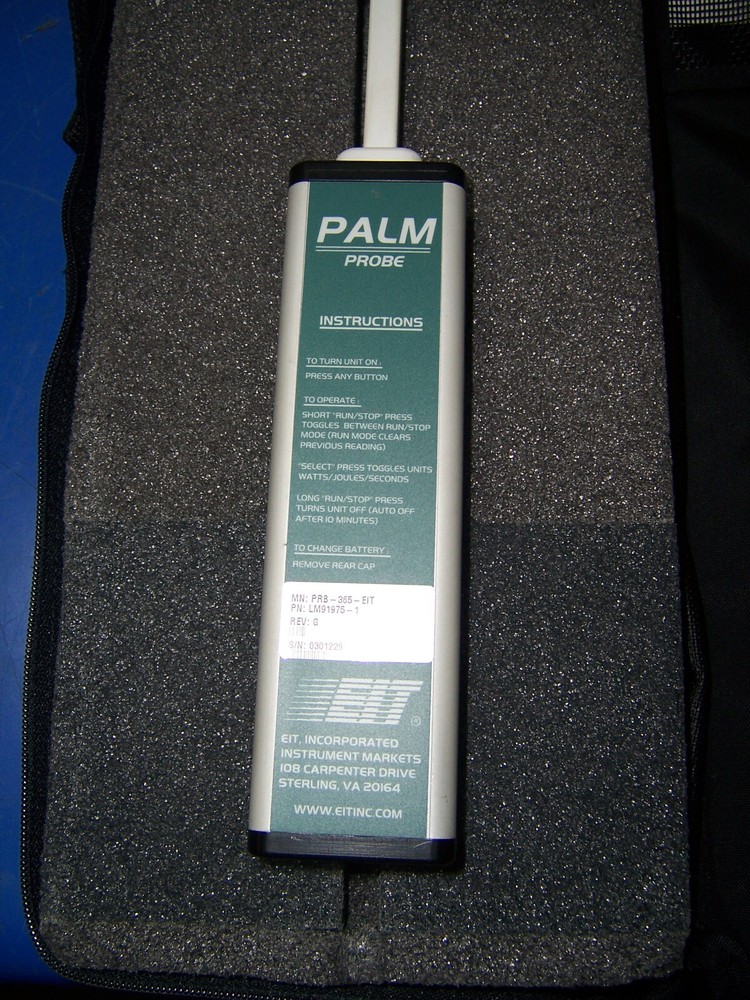 PALM
PROBE
INSTRUCTIONS
TO TURN UNIT ON :
PRESS ANY BUTTON
TO OPERATE :
SHORT "RUN/STOP" PRESS
TOGGLES BETWEEN RUN/STOP
MODE (RUN MODE CLEARS
PREVIOUS READING)
"SELECT" PRESS TOGGLES UNITS
WATTS/JOULES/SECONDS
LONG "RUN/STOP" PRESS
TURNS UNIT OFF (AUTO OFF
AFTER 10 MINUTES)
TO CHANGE BATTERY :
REMOVE REAR CAP
MN: PRB-365-EIT
PN: LM91975-1
REV: G
S/N: 0301229
EIT ®
EIT, INCORPORATED
INSTRUMENT MARKETS
108 CARPENTER DRIVE
STERLING, VA 20164
WWW.EITINC.COM